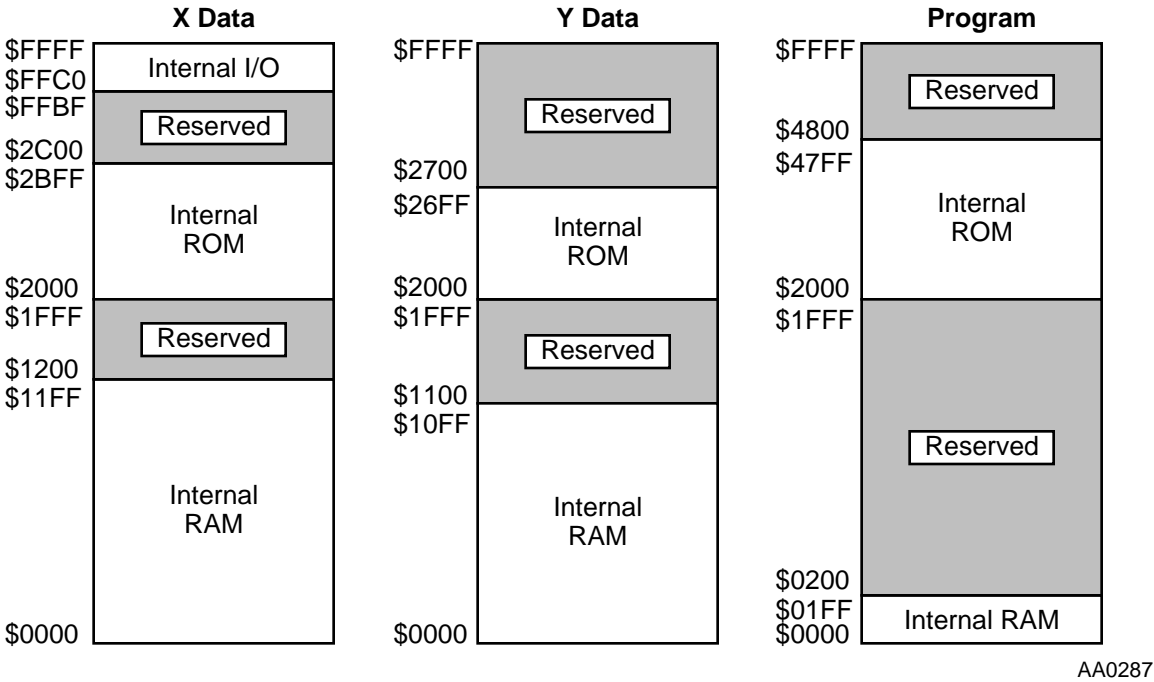 X Data
$FFFF
Internal I/O
$FFC0
$FFBF
Reserved
$2C00
$2BFF
Internal
ROM
$2000
$1FFF
Reserved
$1200
$11FF
Internal
RAM
$0000
Y Data
$FFFF
Reserved
$2700
$26FF
Internal
ROM
$2000
$1FFF
Reserved
$1100
$10FF
Internal
RAM
$0000
Program
$FFFF
Reserved
$4800
$47FF
Internal
ROM
$2000
$1FFF
Reserved
$0200
$01FF
Internal RAM
$0000
AA0287